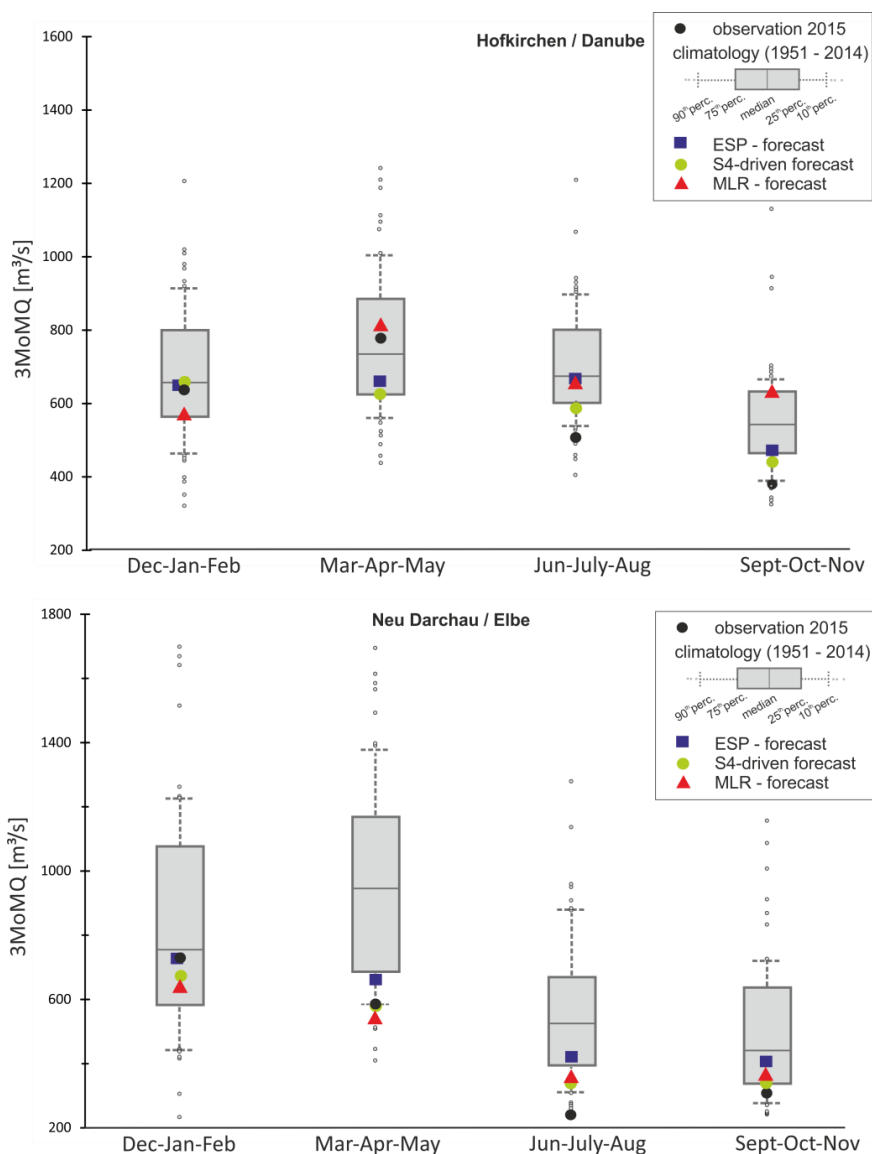 1600
Hofkirchen / Danube
observation 2015
climatology (1951 - 2014)
90th perc.
75th perc.
median
25th perc.
10th perc.
ESP - forecast
S4-driven forecast
MLR - forecast
1400
1200
1000
800
600
400
200
3MoMQ [m³/s]
Dec-Jan-Feb
Mar-Apr-May
Jun-July-Aug
Sept-Oct-Nov
1800
Neu Darchau / Elbe
observation 2015
climatology (1951 - 2014)
90th perc.
75th perc.
median
25th perc.
10th perc.
ESP - forecast
S4-driven forecast
MLR - forecast
1400
1000
600
200
3MoMQ [m³/s]
Dec-Jan-Feb
Mar-Apr-May
Jun-July-Aug
Sept-Oct-Nov